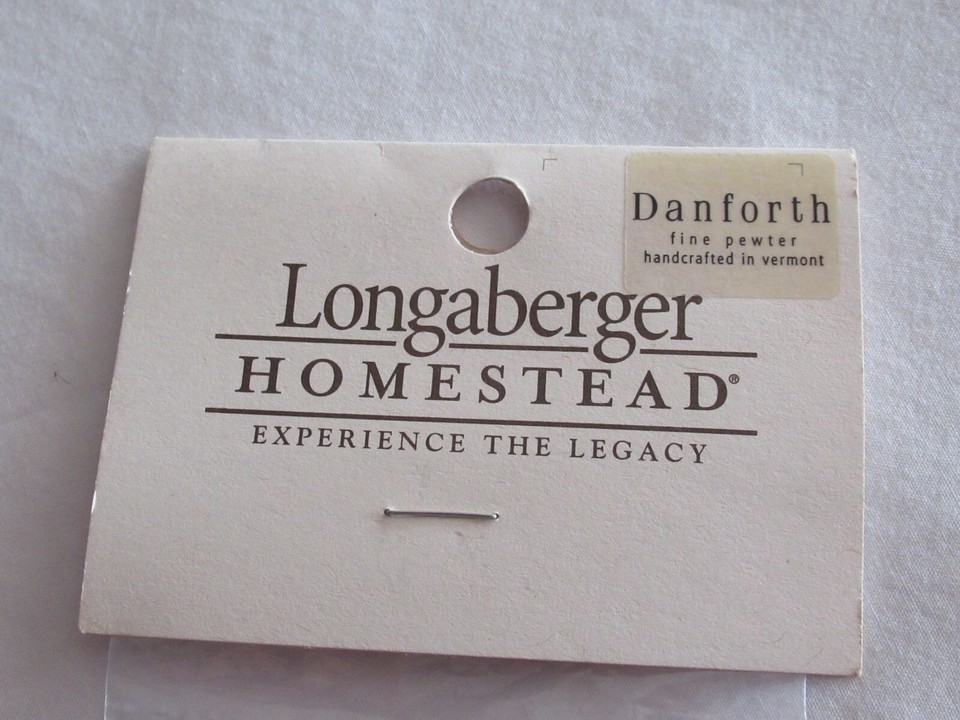 Danforth
fine pewter
handcrafted in vermont
Longaberger
HOMESTEAD®
EXPERIENCE THE LEGACY